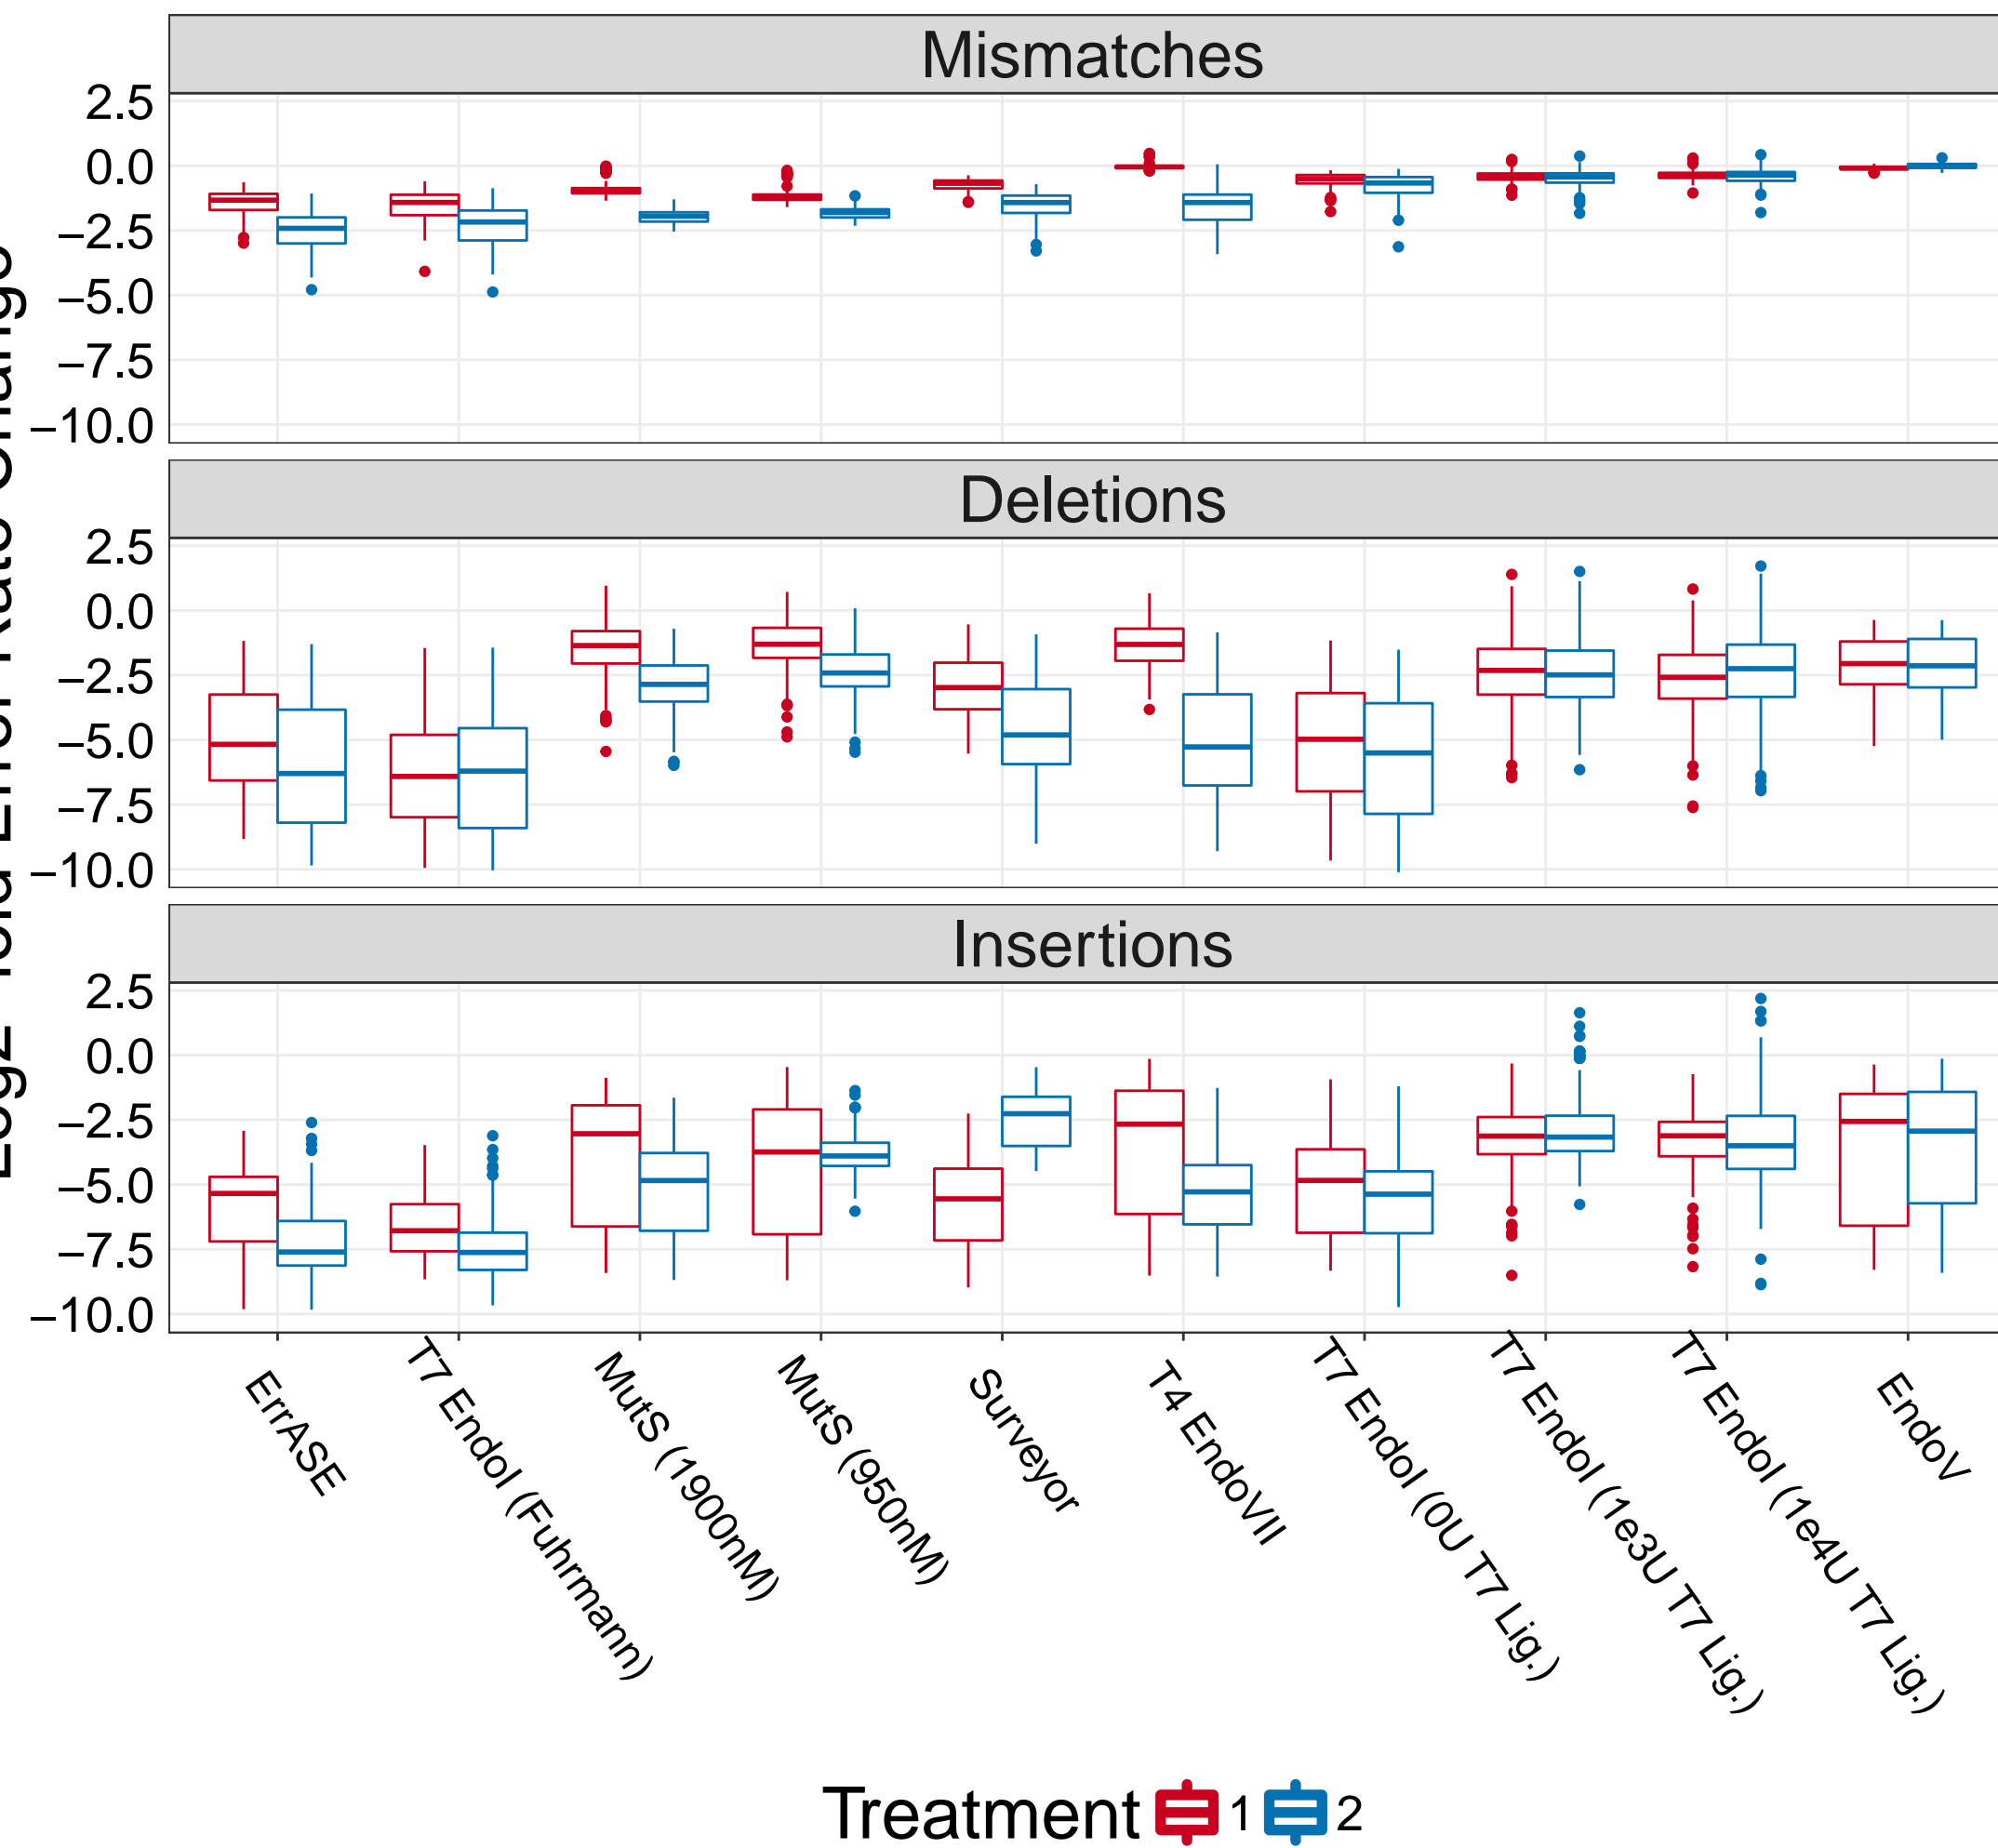 Mismatches
2.5
0.0
−2.5
−5.0
−7.5
−10.0
Deletions
2.5
0.0
−2.5
−5.0
−7.5
−10.0
Insertions
2.5
0.0
−2.5
−5.0
−7.5
−10.0
ErrASE
T7 EndoI (Fuhrmann)
MutS (1900nM)
MutS (950nM)
Surveyor
T4 EndoVII
T7 EndoI (0U T7 Lig.)
T7 EndoI (1e3U T7 Lig.)
T7 EndoI (1e4U T7 Lig.)
EndoV
Treatment 1 2